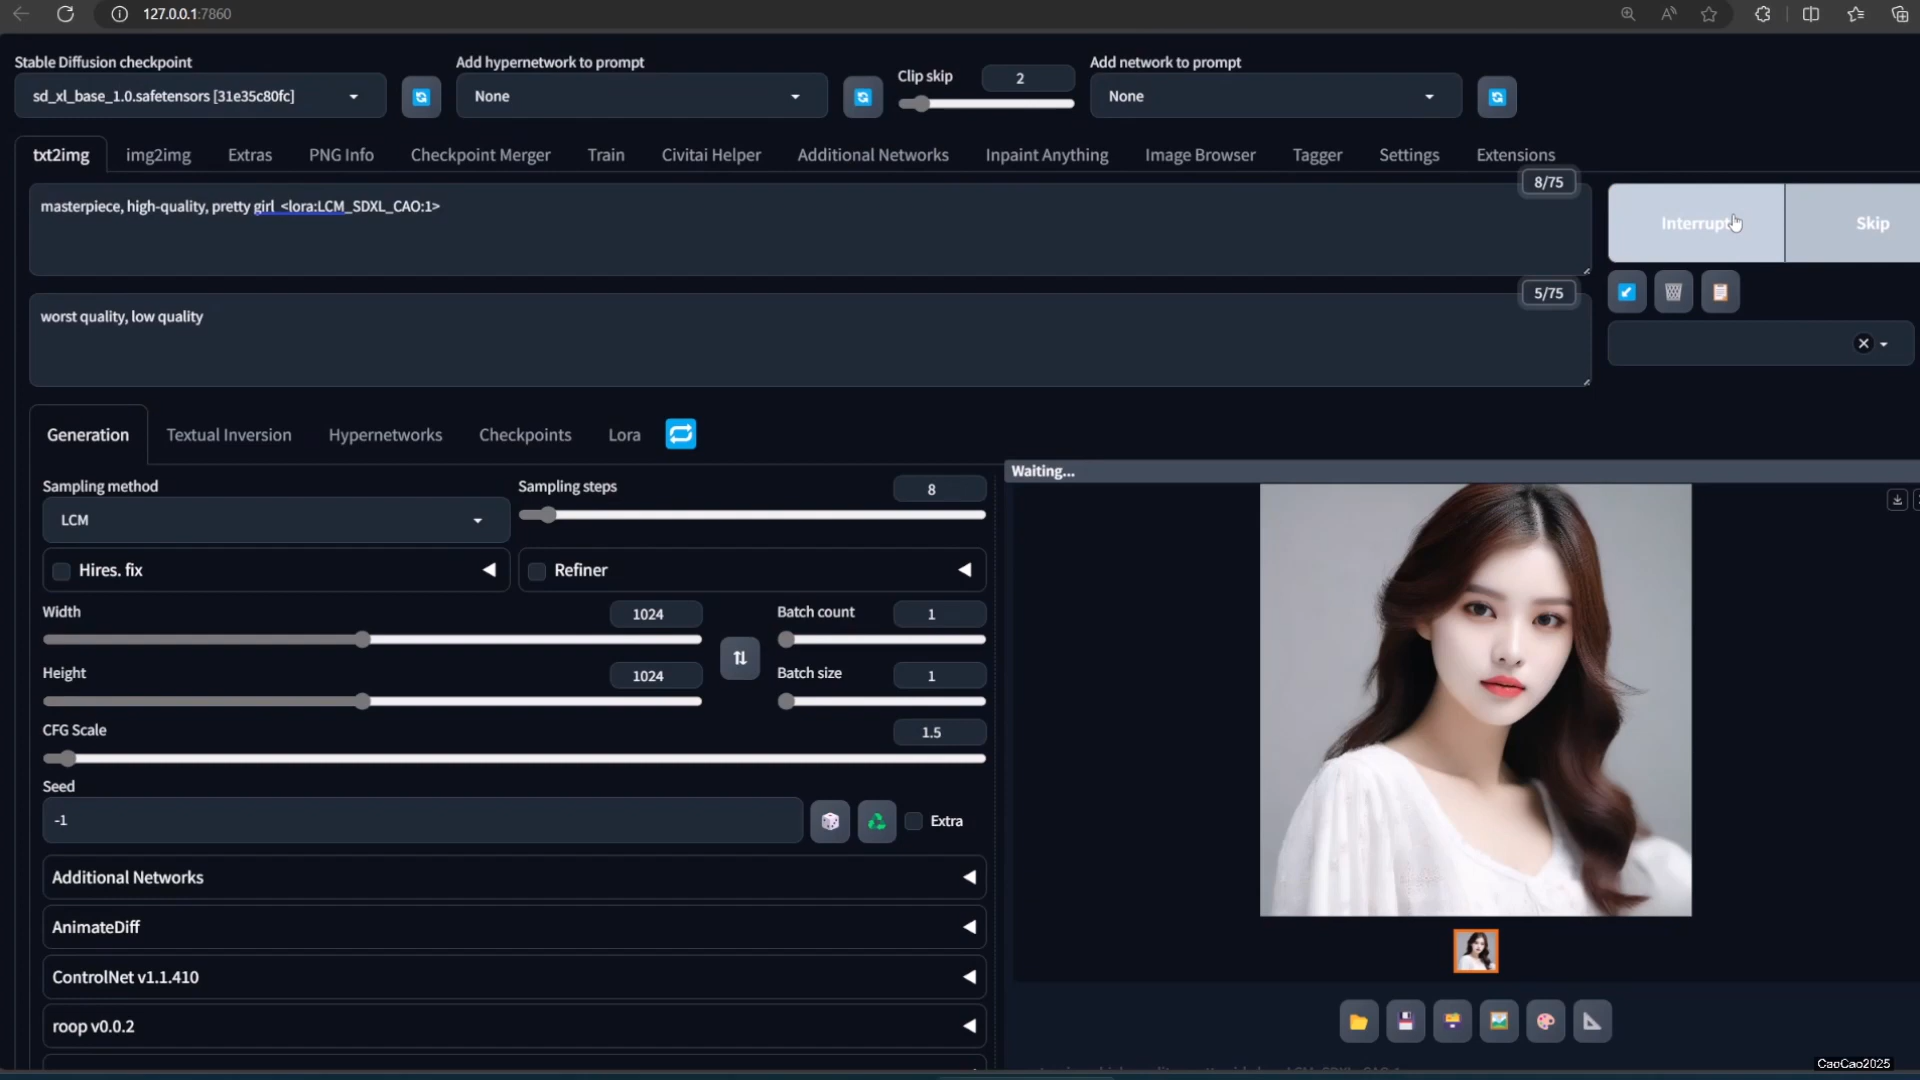 127.0.0.1:7860
Stable Diffusion checkpoint
Add hypernetwork to prompt
Clip skip
2
Add network to prompt
sd_xl_base_1.0.safetensors [31e35c80fc]
None
None
txt2img
img2img
Extras
PNG Info
Checkpoint Merger
Train
Civitai Helper
Additional Networks
Inpaint Anything
Image Browser
Tagger
Settings
Extensions
8/75
masterpiece, high-quality, pretty girl <lora:LCM_SDXL_CAO:1>
Interrupt
Skip
5/75
worst quality, low quality
Generation
Textual Inversion
Hypernetworks
Checkpoints
Lora
Waiting...
Sampling method
Sampling steps
8
LCM
Hires. fix
Refiner
Width
1024
Batch count
1
Height
1024
Batch size
1
CFG Scale
1.5
Seed
-1
Extra
Additional Networks
AnimateDiff
ControlNet v1.1.410
roop v0.0.2
CaoCao2025